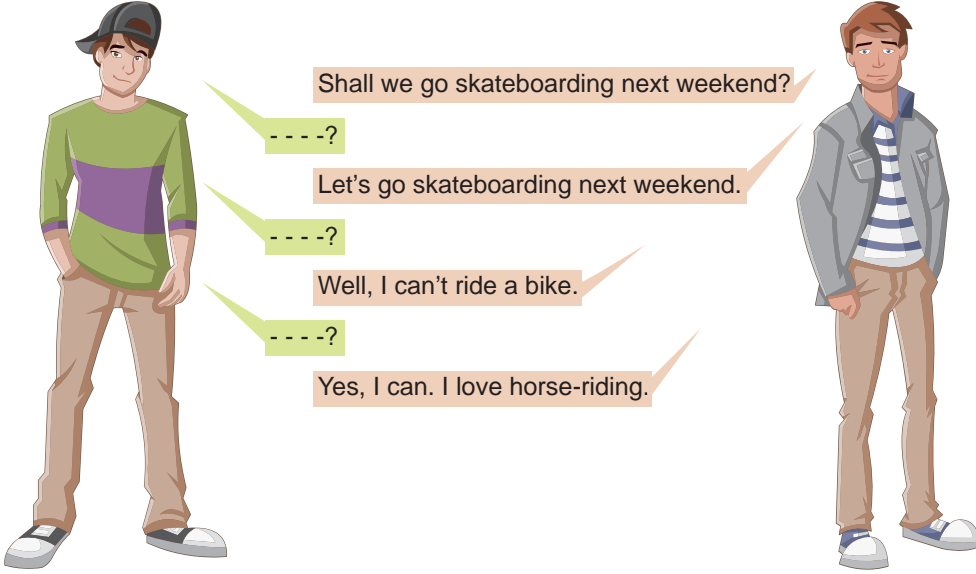 Shall we go skateboarding next weekend?
- - - -?
Let's go skateboarding next weekend.
- - - -?
Well, I can’t ride a bike.
- - - -?
Yes, I can. I love horse-riding.